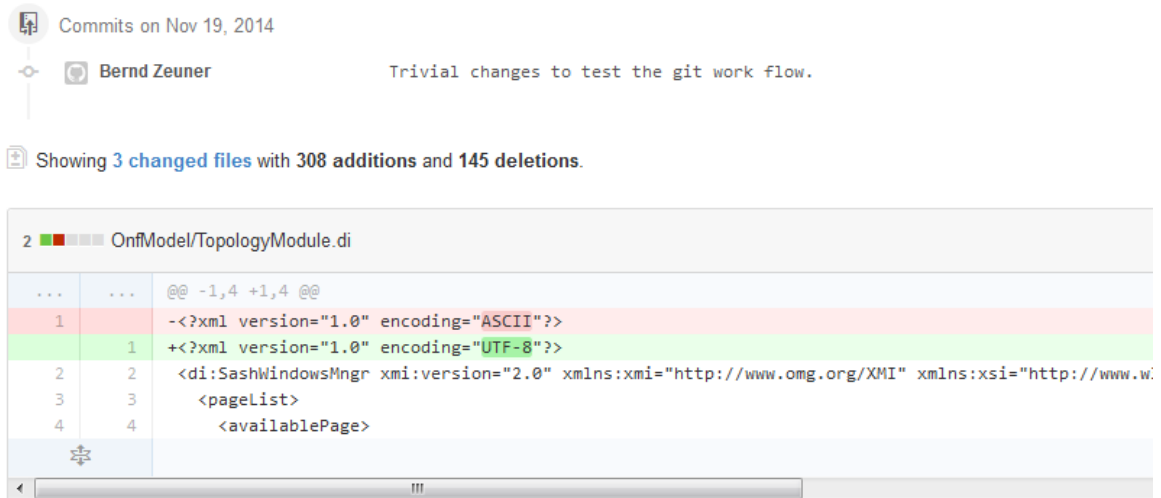 Commits on Nov 19, 2014
Bernd Zeuner Trivial changes to test the git work flow.
Showing 3 changed files with 308 additions and 145 deletions.
2 OnfModel/TopologyModule.di
... ... @@ -1,4 +1,4 @@
1 -<?xml version="1.0" encoding="ASCII"?>
1 +<?xml version="1.0" encoding="UTF-8"?>
2 2 <di:SashWindowsMngr xmi:version="2.0" xmlns:xmi="http://www.omg.org/XMI" xmlns:xsi="http://www.w
3 3 <pageList>
4 4 <availablePage>